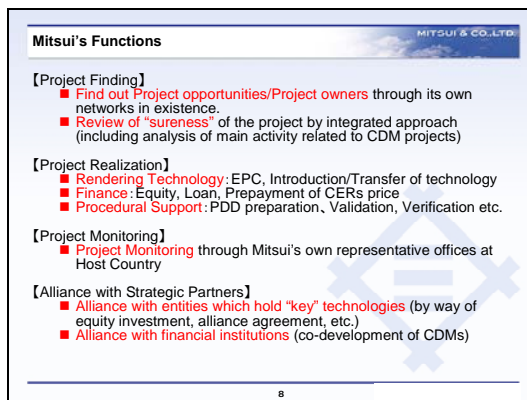 Mitsui's Functions
MITSUI & CO.,LTD.
【Project Finding】
■ Find out Project opportunities/Project owners through its own
networks in existence.
■ Review of “sureness” of the project by integrated approach
(including analysis of main activity related to CDM projects)
【Project Realization】
■ Rendering Technology：EPC, Introduction/Transfer of technology
■ Finance：Equity, Loan, Prepayment of CERs price
■ Procedural Support：PDD preparation、Validation, Verification etc.
【Project Monitoring】
■ Project Monitoring through Mitsui's own representative offices at
Host Country
【Alliance with Strategic Partners】
■ Alliance with entities which hold “key” technologies (by way of
equity investment, alliance agreement, etc.)
■ Alliance with financial institutions (co-development of CDMs)
8